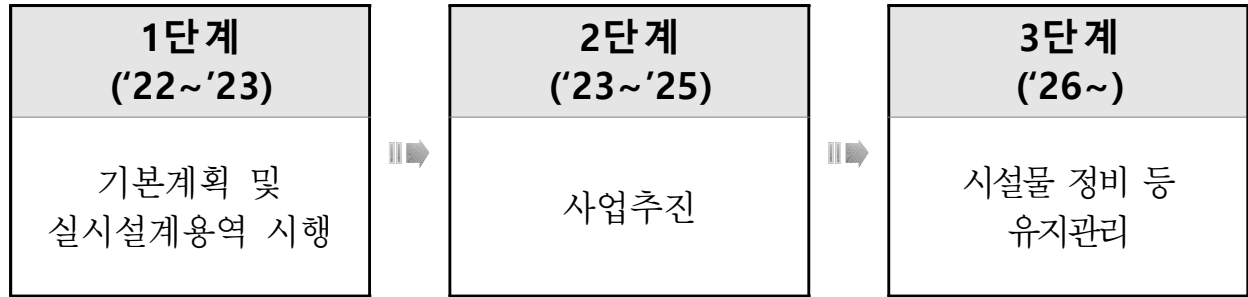 1단계
(‘22~’23)
기본계획 및
실시설계용역 시행
2단계
(‘23~’25)
사업추진
3단계
(‘26~)
시설물 정비 등
유지관리